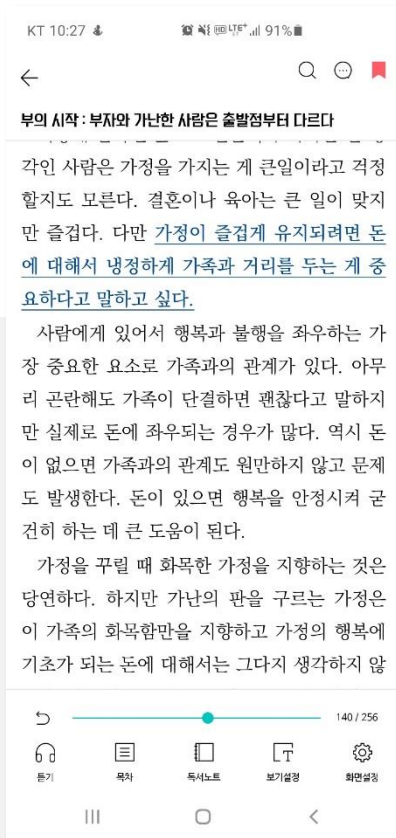 KT 10:27
LTE+ 91%
부의 시작 : 부자와 가난한 사람은 출발점부터 다르다
각인 사람은 가정을 가지는 게 큰일이라고 걱정
할지도 모른다. 결혼이나 육아는 큰 일이 맞지
만 즐겁다. 다만 가정이 즐겁게 유지되려면 돈
에 대해서 냉정하게 가족과 거리를 두는 게 중
요하다고 말하고 싶다.
사람에게 있어서 행복과 불행을 좌우하는 가
장 중요한 요소로 가족과의 관계가 있다. 아무
리 곤란해도 가족이 단결하면 괜찮다고 말하지
만 실제로 돈에 좌우되는 경우가 많다. 역시 돈
이 없으면 가족과의 관계도 원만하지 않고 문제
도 발생한다. 돈이 있으면 행복을 안정시켜 굳
건히 하는 데 큰 도움이 된다.
가정을 꾸릴 때 화목한 가정을 지향하는 것은
당연하다. 하지만 가난의 판을 구르는 가정은
이 가족의 화목함만을 지향하고 가정의 행복에
기초가 되는 돈에 대해서는 그다지 생각하지 않
140 / 256
듣기 목차 독서노트 보기설정 화면설정